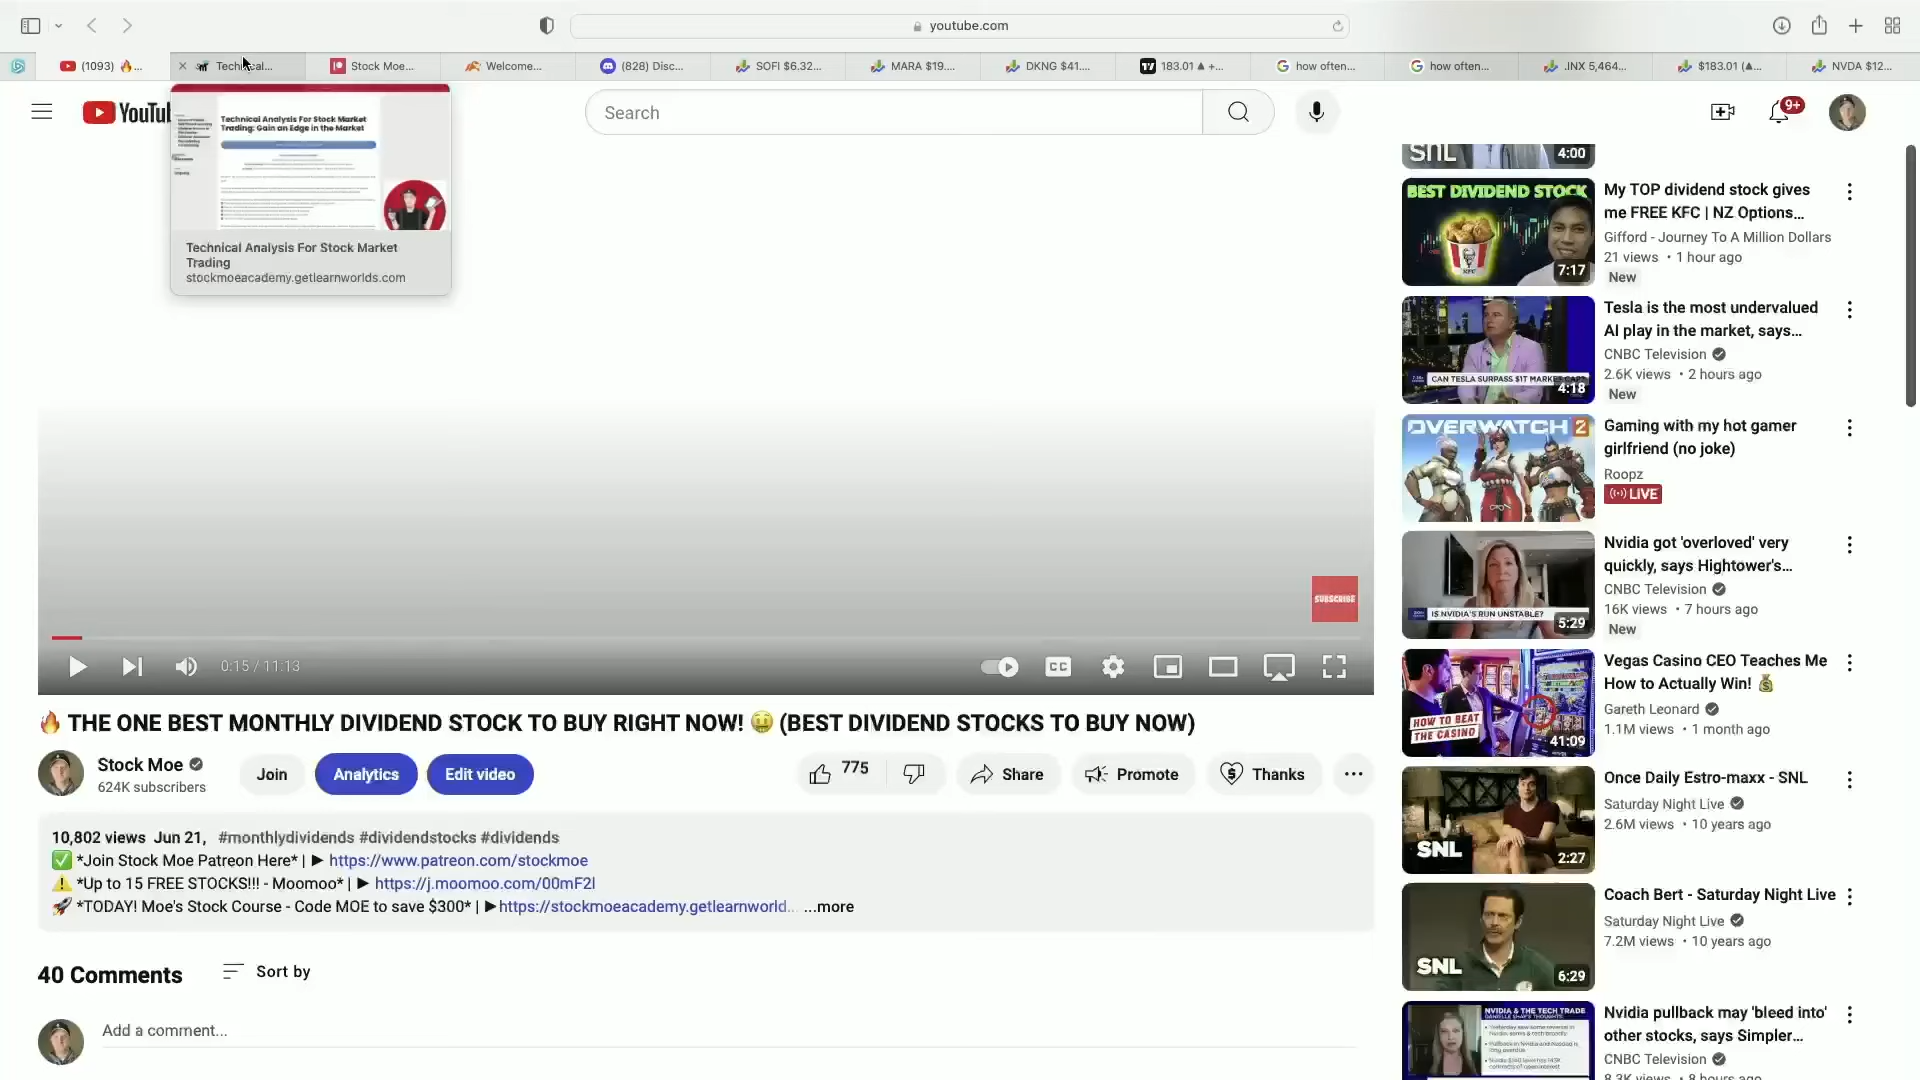 youtube.com
(1093) 🔥...
Technical...
Stock Moe...
Welcome...
(828) Disc...
SOFI $6.32...
MARA $19....
DKNG $41....
183.01 ▲ +...
how often...
how often...
.INX 5,464...
$183.01 (▲...
NVDA $12...
Search
9+
Technical Analysis For Stock Market
Trading: Gain an Edge in the Market
Technical Analysis For Stock Market
Trading
stockmoeacademy.getlearnworlds.com
SUBSCRIBE
0:15 / 11:13
CC
🔥 THE ONE BEST MONTHLY DIVIDEND STOCK TO BUY RIGHT NOW! 🤑 (BEST DIVIDEND STOCKS TO BUY NOW)
Stock Moe
624K subscribers
Join
Analytics
Edit video
775
Share
Promote
Thanks
10,802 views Jun 21, #monthlydividends #dividendstocks #dividends
✅ *Join Stock Moe Patreon Here* | ► https://www.patreon.com/stockmoe
⚠️ *Up to 15 FREE STOCKS!!! - Moomoo* | ► https://j.moomoo.com/00mF2I
🚀 *TODAY! Moe's Stock Course - Code MOE to save $300* | ►https://stockmoeacademy.getlearnworld... ...more
40 Comments
Sort by
Add a comment...
SNL
4:00
BEST DIVIDEND STOCK
KFC
7:17
My TOP dividend stock gives
me FREE KFC | NZ Options...
Gifford - Journey To A Million Dollars
21 views • 1 hour ago
New
CAN TESLA SURPASS $1T MARKET CAP?
4:18
Tesla is the most undervalued
AI play in the market, says...
CNBC Television
2.6K views • 2 hours ago
New
OVERWATCH 2
Gaming with my hot gamer
girlfriend (no joke)
Roopz
LIVE
IS NVIDIA'S RUN UNSTABLE?
5:29
Nvidia got 'overloved' very
quickly, says Hightower's...
CNBC Television
16K views • 7 hours ago
New
HOW TO BEAT
THE CASINO
41:09
Vegas Casino CEO Teaches Me
How to Actually Win! 💰
Gareth Leonard
1.1M views • 1 month ago
SNL
2:27
Once Daily Estro-maxx - SNL
Saturday Night Live
2.6M views • 10 years ago
SNL
6:29
Coach Bert - Saturday Night Live
Saturday Night Live
7.2M views • 10 years ago
NVIDIA & THE TECH TRADE
Nvidia pullback may 'bleed into'
other stocks, says Simpler...
CNBC Television
8.3K views • 8 hours ago